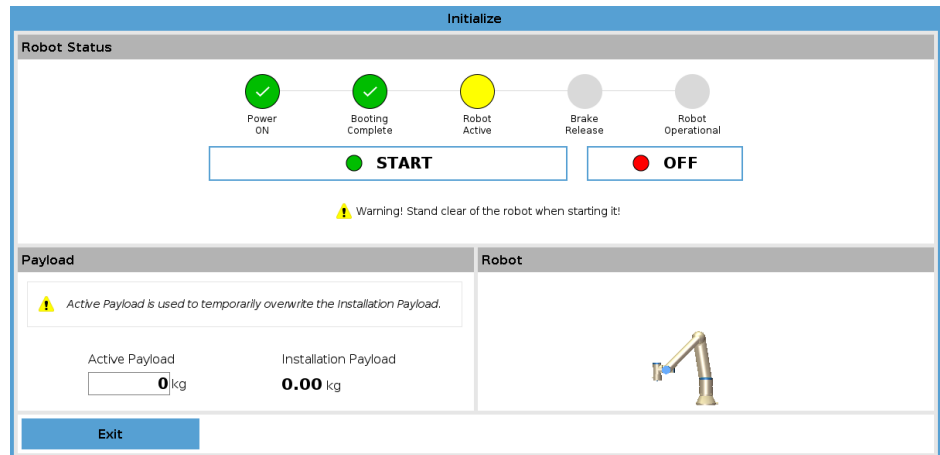 Initialize
Robot Status
Power
ON
Booting
Complete
Robot
Active
Brake
Release
Robot
Operational
START
OFF
Warning! Stand clear of the robot when starting it!
Payload
Robot
Active Payload is used to temporarily overwrite the Installation Payload.
Active Payload
Installation Payload
0 kg
0.00 kg
Exit